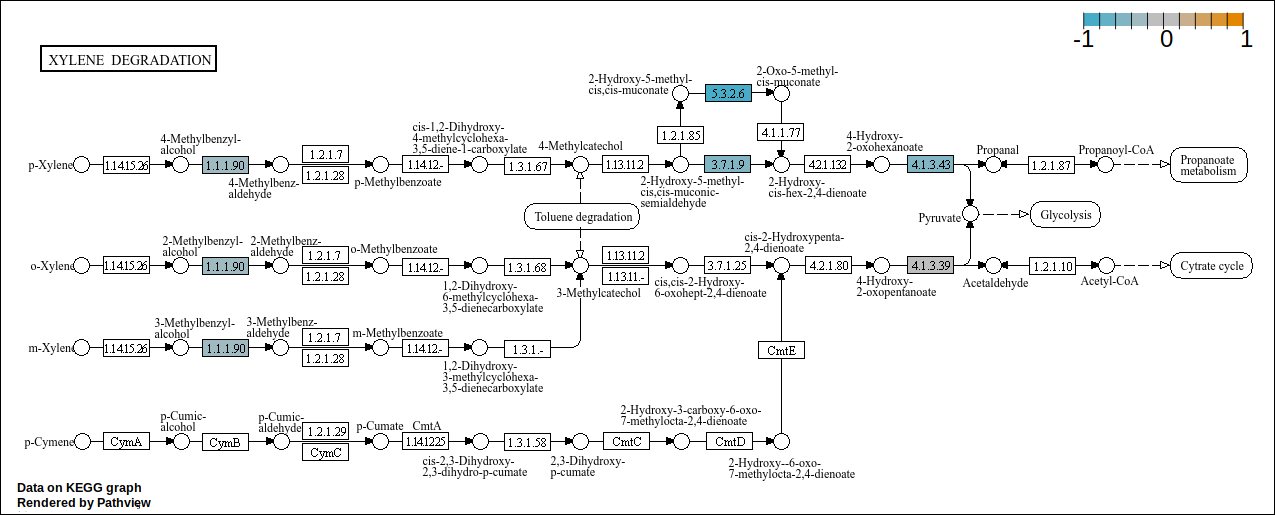 -1 0 1
XYLENE DEGRADATION
2-Hydroxy-5-methyl-
cis,cis-muconate
5.3.2.6
2-Oxo-5-methyl-
cis-muconate
1.2.1.85
4.1.1.77
p-Xylene
1.14.15.26
4-Methylbenzyl-
alcohol
1.1.1.90
4-Methylbenz-
aldehyde
1.2.1.7
1.2.1.28
p-Methylbenzoate
1.14.12.-
cis-1,2-Dihydroxy-
4-methylcyclohexa-
3,5-diene-1-carboxylate
1.3.1.67
4-Methylcatechol
1.13.11.2
2-Hydroxy-5-methyl-
cis,cis-muconic-
semialdehyde
3.7.1.9
2-Hydroxy-
cis-hex-2,4-dienoate
4.2.1.132
4-Hydroxy-
2-oxohexanoate
4.1.3.43
Propanal
1.2.1.87
Propanoyl-CoA
Propanoate
metabolism
Toluene degradation
Pyruvate
Glycolysis
o-Xylene
1.14.15.26
2-Methylbenzyl-
alcohol
1.1.1.90
2-Methylbenz-
aldehyde
1.2.1.7
1.2.1.28
o-Methylbenzoate
1.14.12.-
1,2-Dihydroxy-
6-methylcyclohexa-
3,5-dienecarboxylate
1.3.1.68
3-Methylcatechol
1.13.11.2
1.13.11.-
cis,cis-2-Hydroxy-
6-oxohept-2,4-dienoate
3.7.1.25
cis-2-Hydroxypenta-
2,4-dienoate
4.2.1.80
4-Hydroxy-
2-oxopentanoate
4.1.3.39
Acetaldehyde
1.2.1.10
Acetyl-CoA
Cytrate cycle
m-Xylene
1.14.15.26
3-Methylbenzyl-
alcohol
1.1.1.90
3-Methylbenz-
aldehyde
1.2.1.7
1.2.1.28
m-Methylbenzoate
1.14.12.-
1,2-Dihydroxy-
3-methylcyclohexa-
3,5-dienecarboxylate
1.3.1.-
CmtE
p-Cymene
CymA
p-Cumic-
alcohol
CymB
p-Cumic-
aldehyde
1.2.1.29
CymC
p-Cumate
CmtA
1.14.12.25
cis-2,3-Dihydroxy-
2,3-dihydro-p-cumate
1.3.1.58
2,3-Dihydroxy-
p-cumate
CmtC
2-Hydroxy-3-carboxy-6-oxo-
7-methylocta-2,4-dienoate
CmtD
2-Hydroxy--6-oxo-
7-methylocta-2,4-dienoate
Data on KEGG graph
Rendered by Pathview